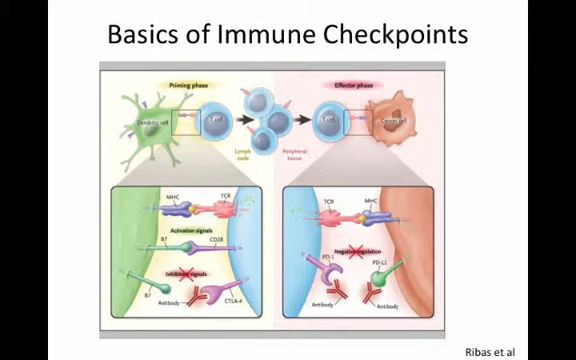 Basics of Immune Checkpoints
Priming phase
Effector phase
Dendritic cell
T cell
T cell
Cancer cell
Lymph
node
Peripheral
tissue
MHC
TCR
Activation signals
B7
CD28
Inhibitory signals
B7
Antibody
CTLA-4
TCR
MHC
Negative regulation
PD-1
PD-L1
Antibody
Antibody
Ribas et al